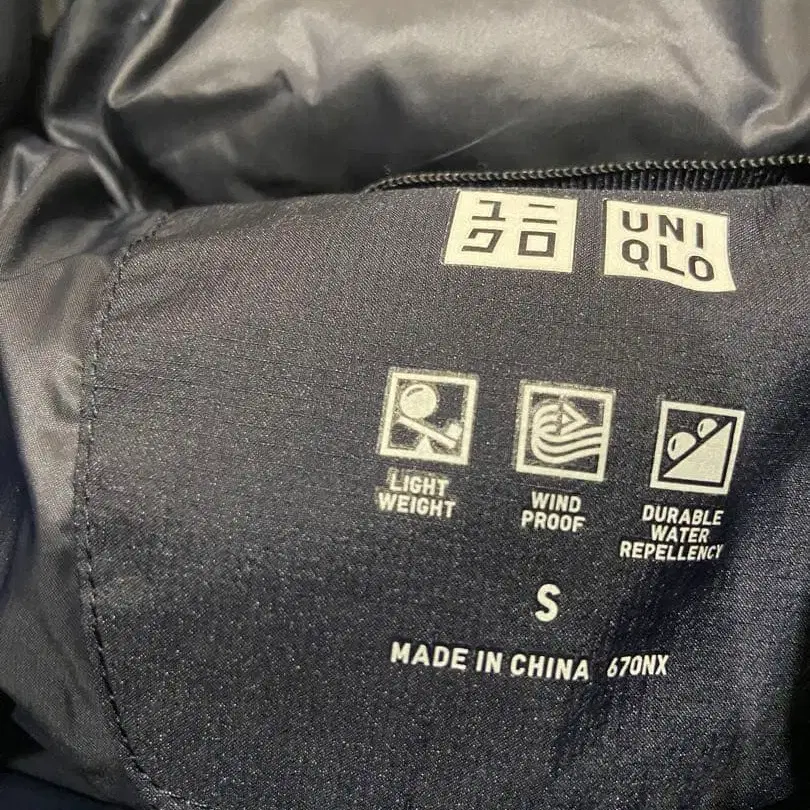 ユニ
クロ
UNI
QLO
LIGHT
WEIGHT
WIND
PROOF
DURABLE
WATER
REPELLENCY
S
MADE IN CHINA 670NX